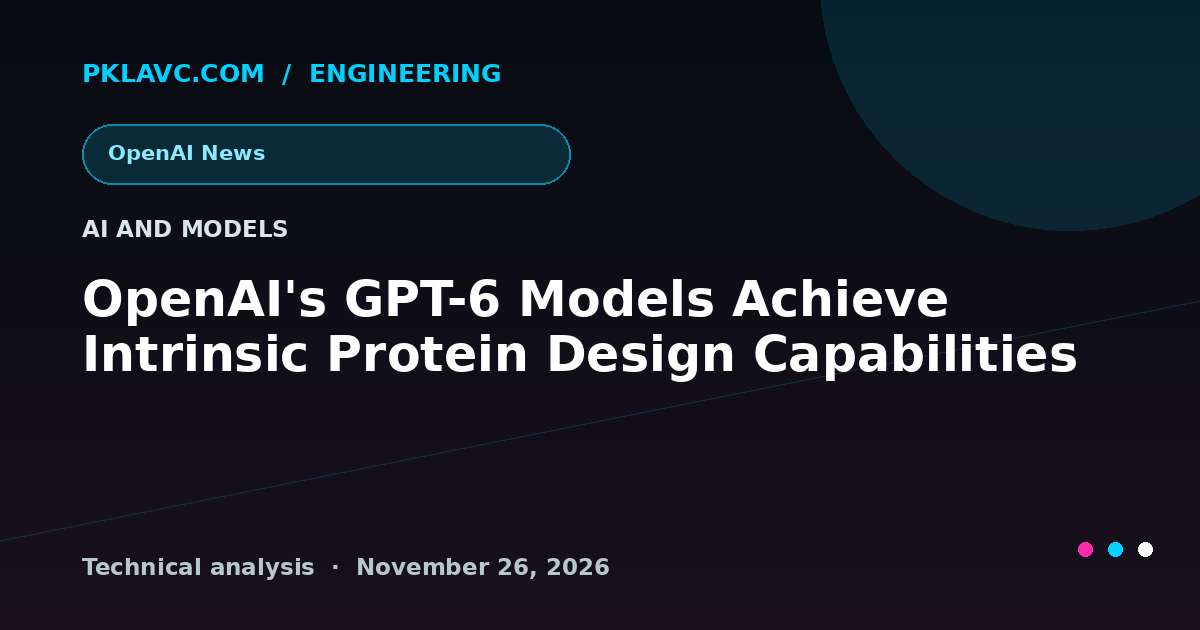 PKLAVC.COM / ENGINEERING
OpenAI News
AI AND MODELS
OpenAI's GPT-6 Models Achieve
Intrinsic Protein Design Capabilities
Technical analysis · November 26, 2026